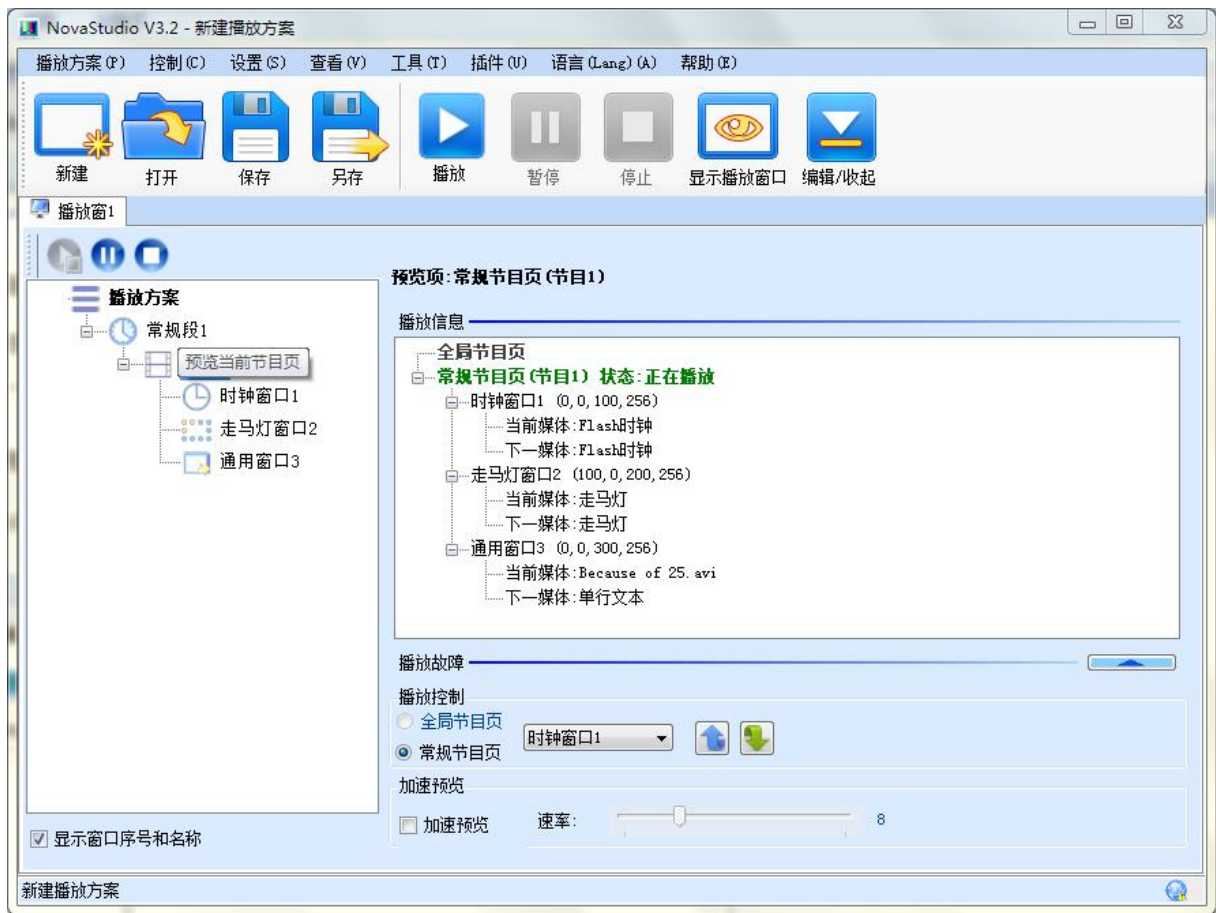 NovaStudio V3.2 - 新建播放方案
播放方案(P) 控制(C) 设置(S) 查看(V) 工具(T) 插件(U) 语言(Lang)(A) 帮助(E)
新建 打开 保存 另存 播放 暂停 停止 显示播放窗口 编辑/收起
播放窗1
播放方案
常规段1
预览当前节目页
时钟窗口1
走马灯窗口2
通用窗口3
显示窗口序号和名称
预览项:常规节目页(节目1)
播放信息
全局节目页
常规节目页(节目1) 状态:正在播放
时钟窗口1 (0,0,100,256)
当前媒体:Flash时钟
下一媒体:Flash时钟
走马灯窗口2 (100,0,200,256)
当前媒体:走马灯
下一媒体:走马灯
通用窗口3 (0,0,300,256)
当前媒体:Because of 25.avi
下一媒体:单行文本
播放故障
播放控制
全局节目页
常规节目页 时钟窗口1
加速预览
加速预览 速率: 8
新建播放方案